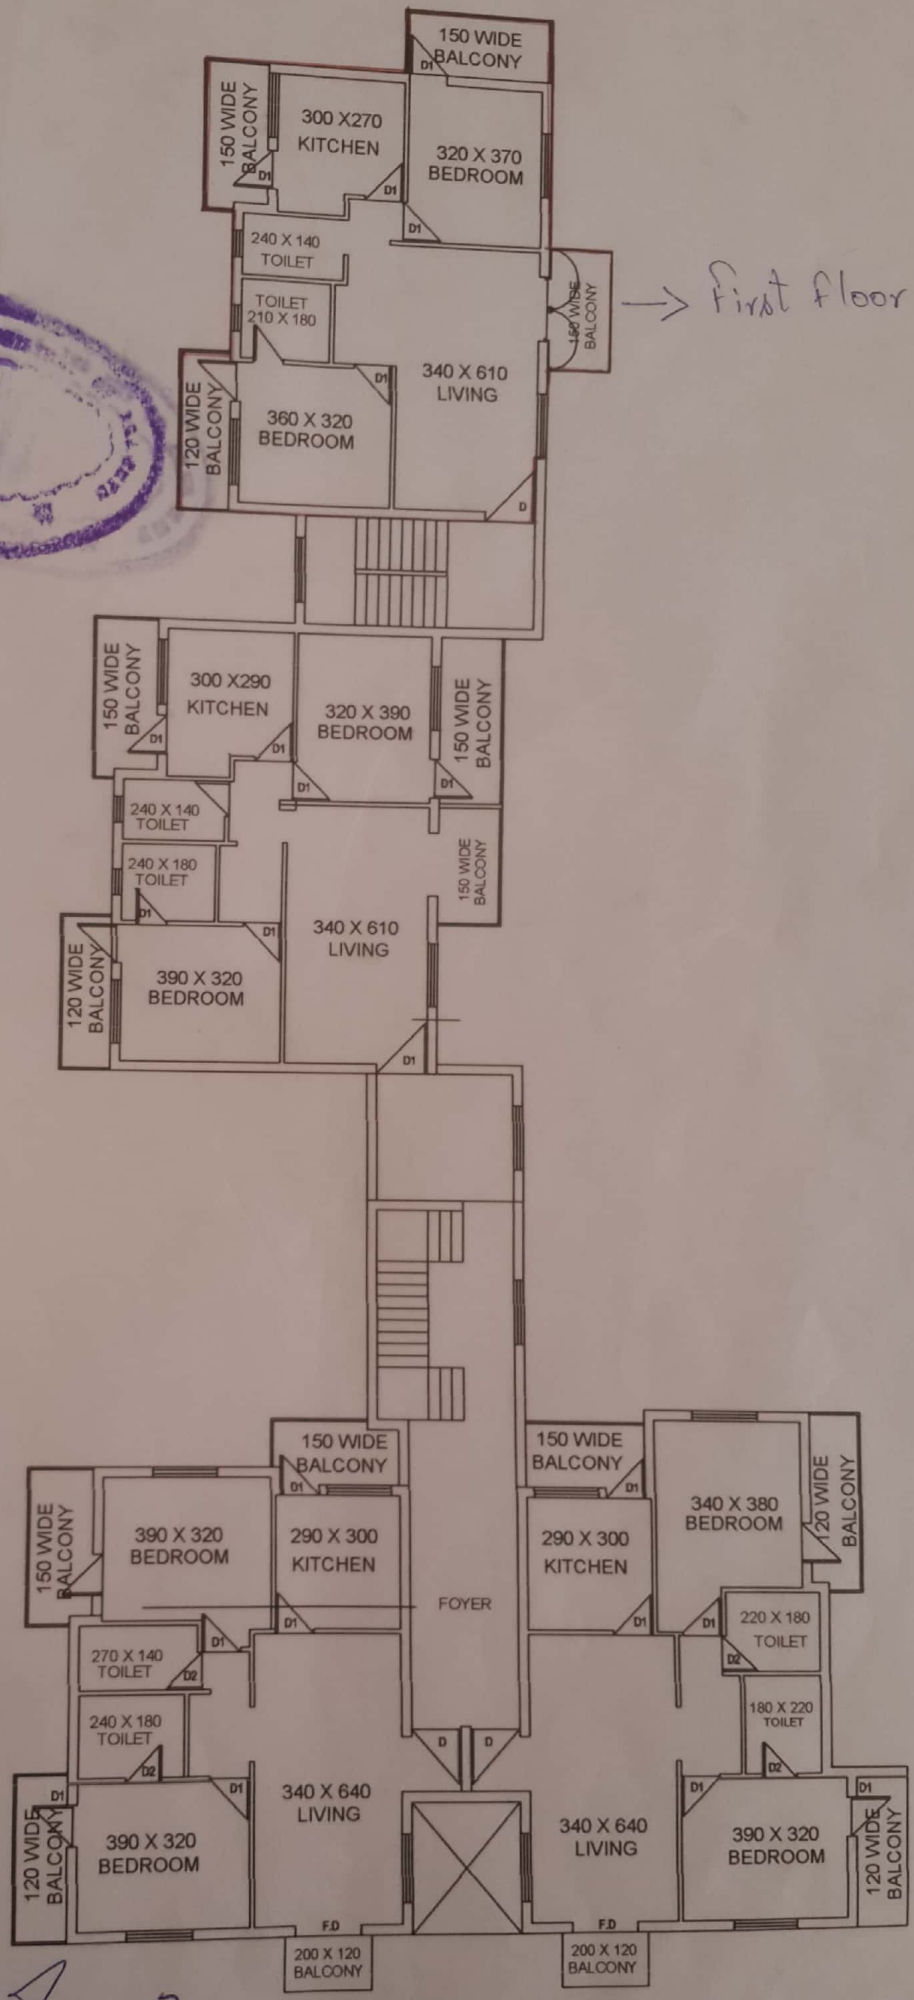 150 WIDE
BALCONY
D1
150 WIDE
BALCONY
D1
300 X270
KITCHEN
D1
320 X 370
BEDROOM
D1
240 X 140
TOILET
TOILET
210 X 180
150 WIDE
BALCONY
First floor
120 WIDE
BALCONY
D1
360 X 320
BEDROOM
340 X 610
LIVING
D
150 WIDE
BALCONY
D1
300 X290
KITCHEN
D1
320 X 390
BEDROOM
D1
150 WIDE
BALCONY
D1
240 X 140
TOILET
240 X 180
TOILET
D1
150 WIDE
BALCONY
120 WIDE
BALCONY
D1
390 X 320
BEDROOM
340 X 610
LIVING
D1
150 WIDE
BALCONY
D1
150 WIDE
BALCONY
D1
150 WIDE
BALCONY
390 X 320
BEDROOM
290 X 300
KITCHEN
D1
D1
290 X 300
KITCHEN
D1
340 X 380
BEDROOM
D1
120 WIDE
BALCONY
FOYER
270 X 140
TOILET
D2
220 X 180
TOILET
D2
240 X 180
TOILET
D2
180 X 220
TOILET
D2
D
D
120 WIDE
BALCONY
D1
D1
390 X 320
BEDROOM
340 X 640
LIVING
340 X 640
LIVING
D1
390 X 320
BEDROOM
D1
120 WIDE
BALCONY
F.D
F.D
200 X 120
BALCONY
200 X 120
BALCONY